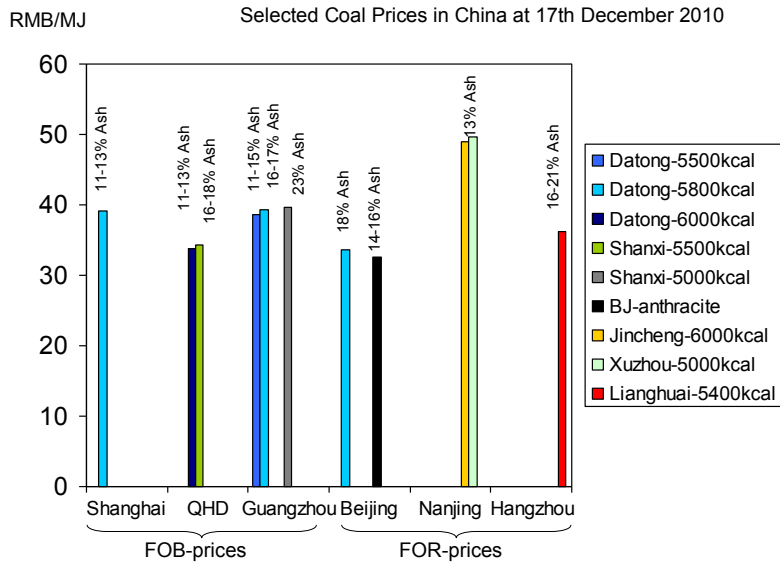 RMB/MJ
Selected Coal Prices in China at 17th December 2010
60
50
40
30
20
10
0
11-13% Ash
11-13% Ash
16-18% Ash
11-15% Ash
16-17% Ash
23% Ash
18% Ash
14-16% Ash
13% Ash
16-21% Ash
Shanghai QHD Guangzhou Beijing Nanjing Hangzhou
FOB-prices FOR-prices
Datong-5500kcal
Datong-5800kcal
Datong-6000kcal
Shanxi-5500kcal
Shanxi-5000kcal
BJ-anthracite
Jincheng-6000kcal
Xuzhou-5000kcal
Lianghuai-5400kcal